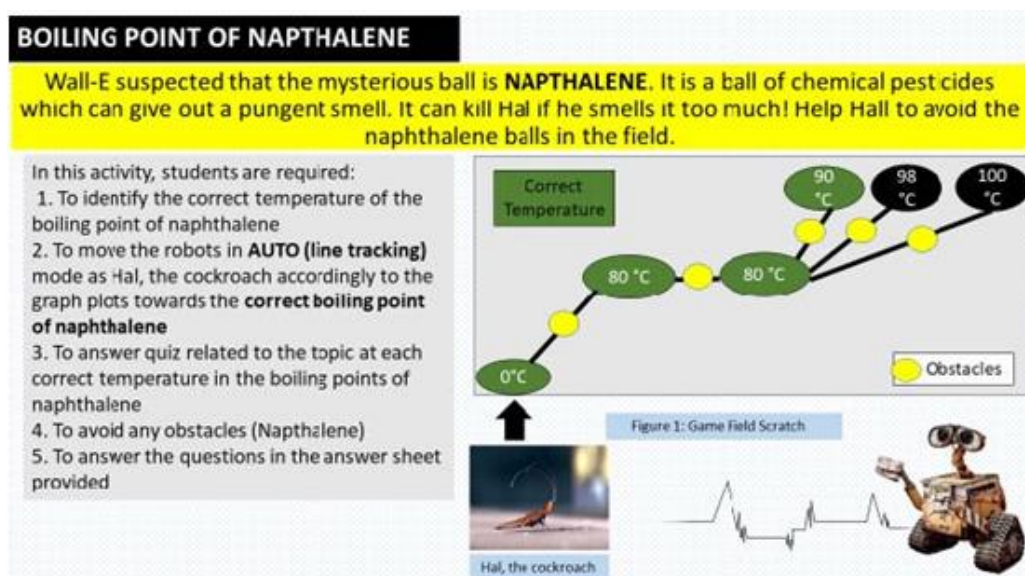 BOILING POINT OF NAPTHALENE
Wall-E suspected that the mysterious ball is NAPTHALENE. It is a ball of chemical pesticides
which can give out a pungent smell. It can kill Hal if he smells it too much! Help Hall to avoid the
naphthalene balls in the field.
In this activity, students are required:
1. To identify the correct temperature of the
boiling point of naphthalene
2. To move the robots in AUTO (line tracking)
mode as Hal, the cockroach accordingly to the
graph plots towards the correct boiling point
of naphthalene
3. To answer quiz related to the topic at each
correct temperature in the boiling points of
naphthalene
4. To avoid any obstacles (Napthalene)
5. To answer the questions in the answer sheet
provided
Correct
Temperature
90
°C
98
°C
100
°C
80 °C
80 °C
0°C
Obstacles
Figure 1: Game Field Scratch
Hal, the cockroach